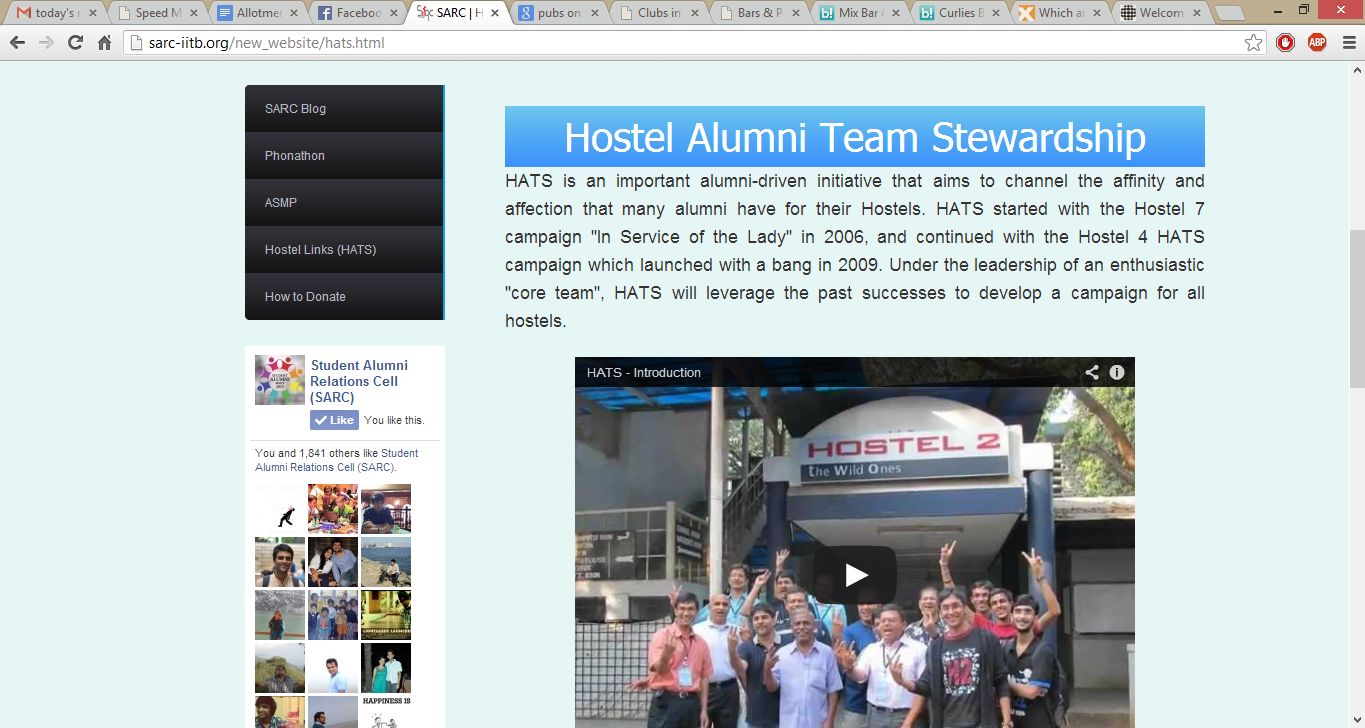 today's
Speed M
Allotme
Faceboo
SARC | H
pubs on
Clubs in
Bars & P
Mix Bar
Curlies B
Which a
Welcom
sarc-iitb.org/new_website/hats.html
ABP
SARC Blog
Phonathon
ASMP
Hostel Links (HATS)
How to Donate
Student Alumni
Relations Cell
(SARC)
Like You like this.
You and 1,841 others like Student
Alumni Relations Cell (SARC).
HAPPINESS IS
Hostel Alumni Team Stewardship
HATS is an important alumni-driven initiative that aims to channel the affinity and
affection that many alumni have for their Hostels. HATS started with the Hostel 7
campaign "In Service of the Lady" in 2006, and continued with the Hostel 4 HATS
campaign which launched with a bang in 2009. Under the leadership of an enthusiastic
"core team", HATS will leverage the past successes to develop a campaign for all
hostels.
HATS - Introduction
HOSTEL 2
the Wild Ones